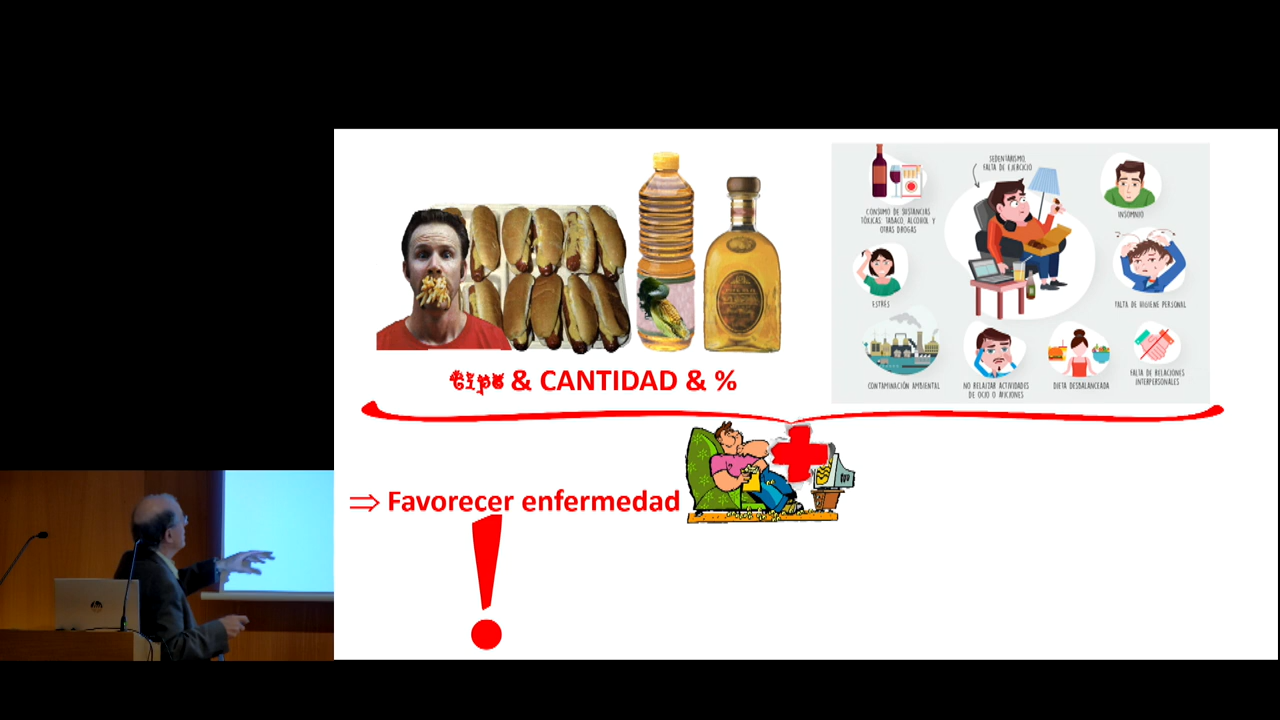 SEDENTARISMO,
FALTA DE EJERCICIO
CONSUMO DE SUSTANCIAS
TÓXICAS: TABACO, ALCOHOL Y
OTRAS DROGAS
INSOMNIO
ESTRÉS
FALTA DE HIGIENE PERSONAL
CONTAMINACIÓN AMBIENTAL
NO REALIZAR ACTIVIDADES
DE OCIO O AFICIONES
DIETA DESBALANCEADA
FALTA DE RELACIONES
INTERPERSONALES
tipo & CANTIDAD & %
⇒ Favorecer enfermedad
!
hp